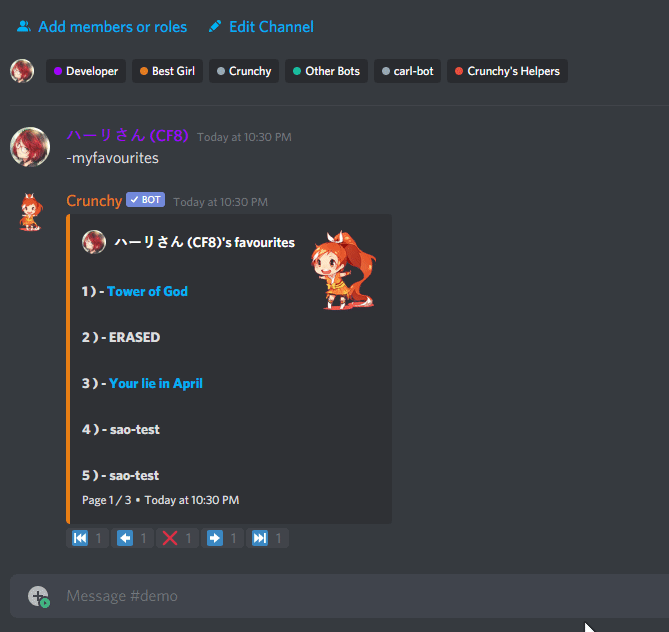 Add members or roles Edit Channel
Developer Best Girl Crunchy Other Bots carl-bot Crunchy's Helpers
ハーリさん (CF8) Today at 10:30 PM
-myfavourites
Crunchy BOT Today at 10:30 PM
ハーリさん (CF8)'s favourites
1 ) - Tower of God
2 ) - ERASED
3 ) - Your lie in April
4 ) - sao-test
5 ) - sao-test
Page 1 / 3 • Today at 10:30 PM
1 1 1 1 1
Message #demo